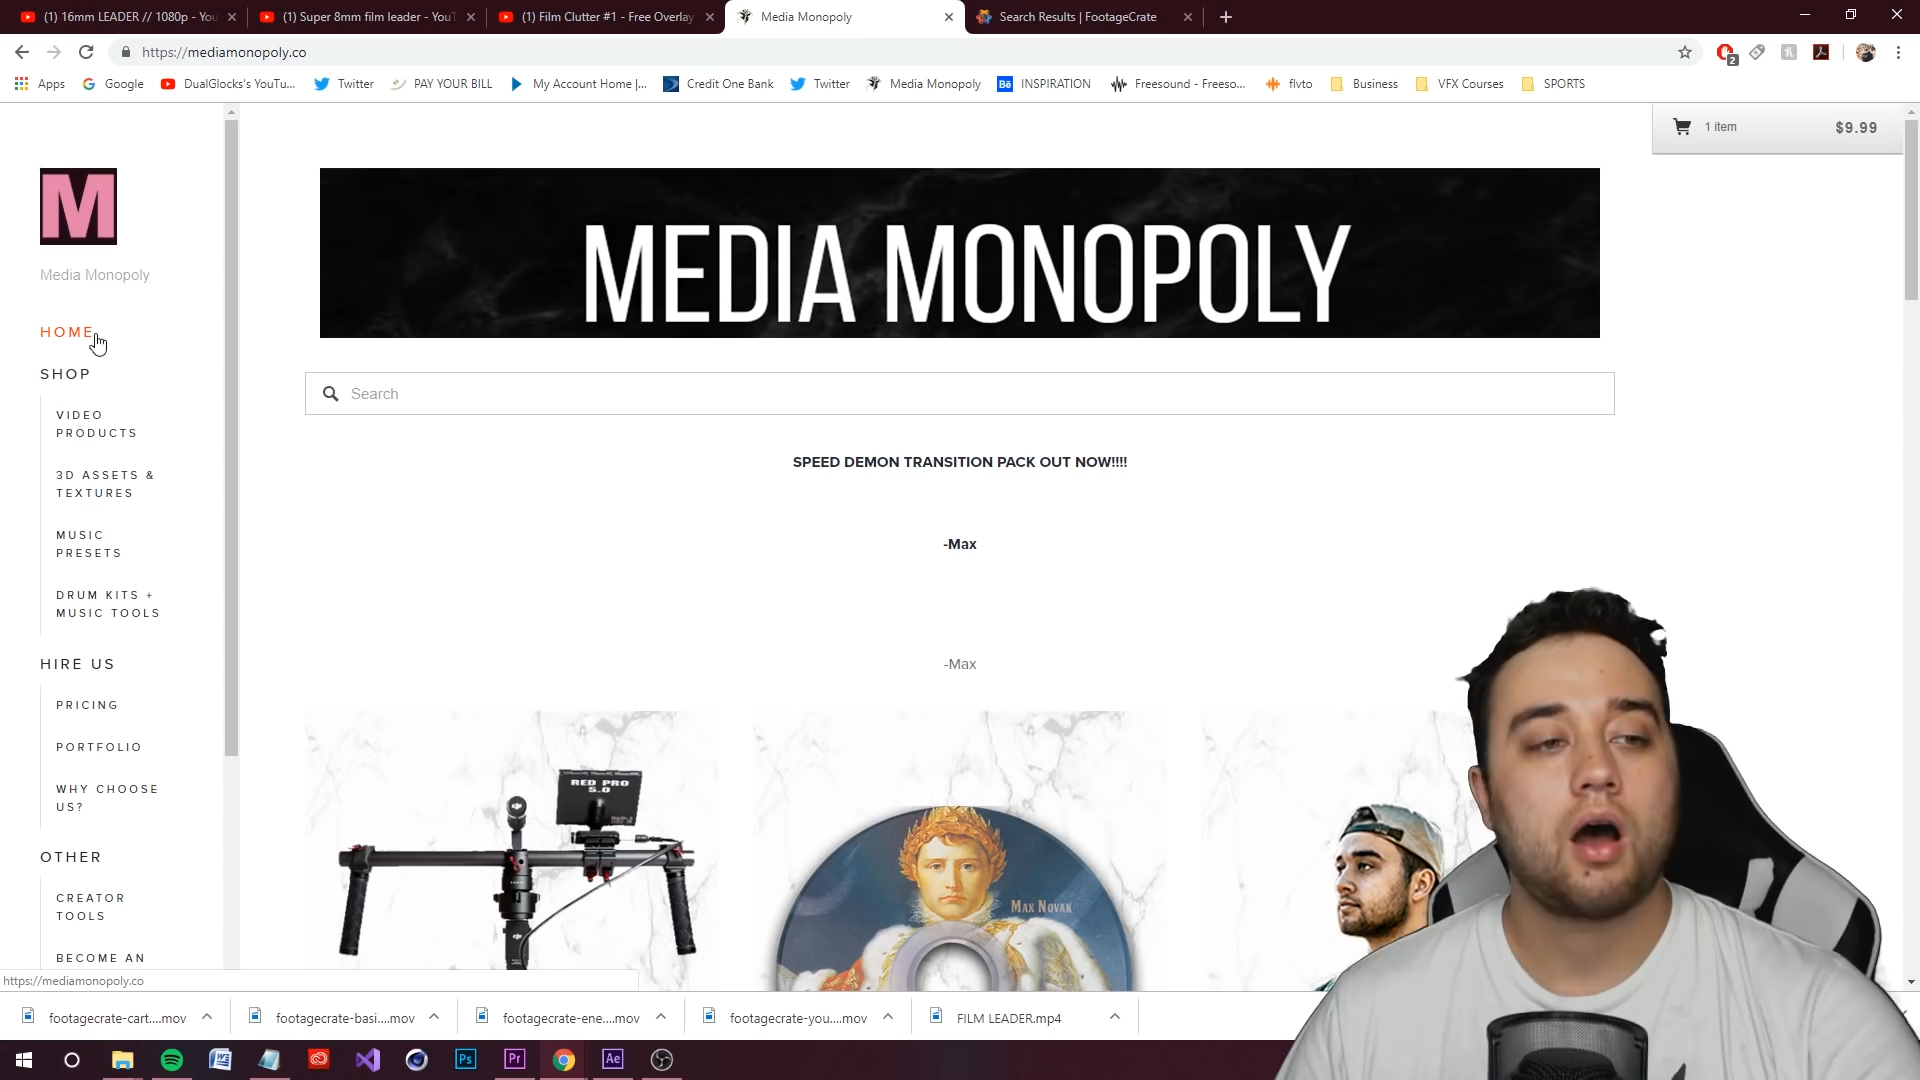 (1) 16mm LEADER // 1080p - You
(1) Super 8mm film leader - YouT
(1) Film Clutter #1 - Free Overlay
Media Monopoly
Search Results | FootageCrate
https://mediamonopoly.co
2
Apps
Google
DualGlocks's YouTu...
Twitter
PAY YOUR BILL
My Account Home |...
Credit One Bank
Twitter
Media Monopoly
Bē INSPIRATION
Freesound - Freeso...
flvto
Business
VFX Courses
SPORTS
1 item
$9.99
M
Media Monopoly
HOME
SHOP
VIDEO
PRODUCTS
3D ASSETS &
TEXTURES
MUSIC
PRESETS
DRUM KITS +
MUSIC TOOLS
HIRE US
PRICING
PORTFOLIO
WHY CHOOSE
US?
OTHER
CREATOR
TOOLS
BECOME AN
MEDIA MONOPOLY
Search
SPEED DEMON TRANSITION PACK OUT NOW!!!!
-Max
-Max
RED PRO
5.0
MAX NOVAK
https://mediamonopoly.co
footagecrate-cart....mov
footagecrate-basi....mov
footagecrate-ene....mov
footagecrate-you....mov
FILM LEADER.mp4
Ps
Pr
Ae